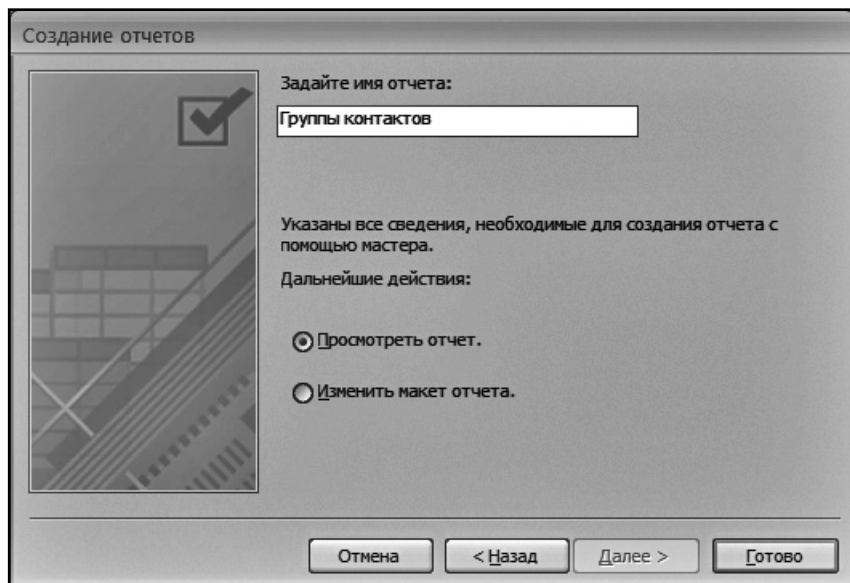 Создание отчетов
Задайте имя отчета:
Группы контактов
Указаны все сведения, необходимые для создания отчета с
помощью мастера.
Дальнейшие действия:
Просмотреть отчет.
Изменить макет отчета.
Отмена
< Назад
Далее >
Готово